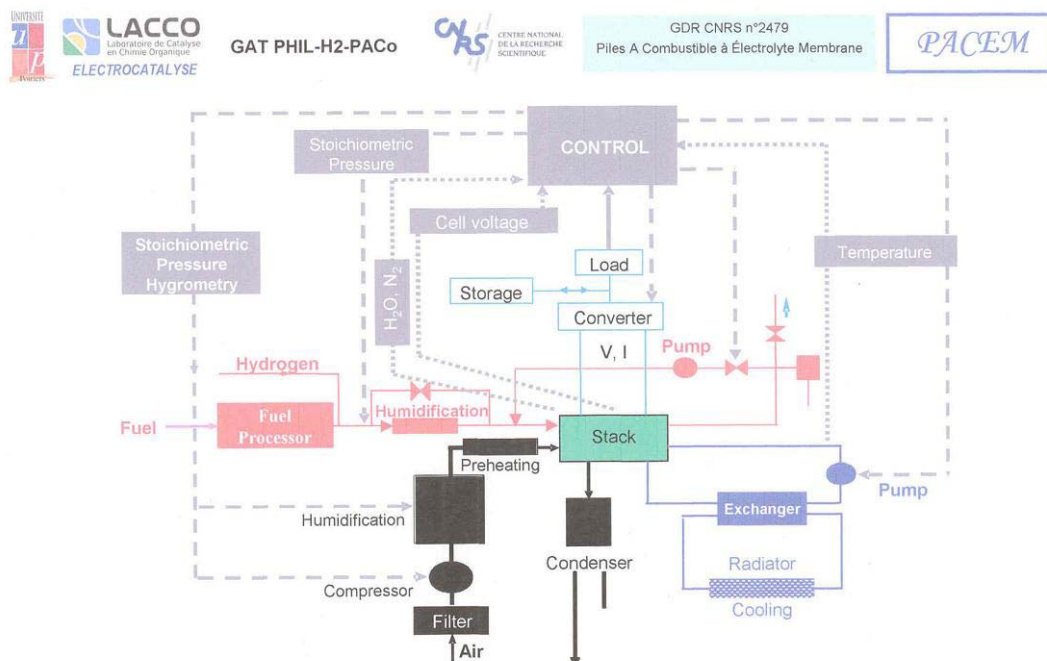 UNIVERSITÉ
up
Poitiers
LACCO
Laboratoire de Catalyse
en Chimie Organique
ELECTROCATALYSE
GAT PHIL-H2-PACo
CNRS
CENTRE NATIONAL
DE LA RECHERCHE
SCIENTIFIQUE
GDR CNRS n°2479
Piles A Combustible à Électrolyte Membrane
PACEM
Stoichiometric
Pressure
CONTROL
Cell voltage
Stoichiometric
Pressure
Hygrometry
H2O, N2
Temperature
Load
Storage
Converter
V, I
Pump
Hydrogen
Humidification
Fuel
Fuel
Processor
Stack
Preheating
Pump
Exchanger
Humidification
Condenser
Radiator
Compressor
Cooling
Filter
Air